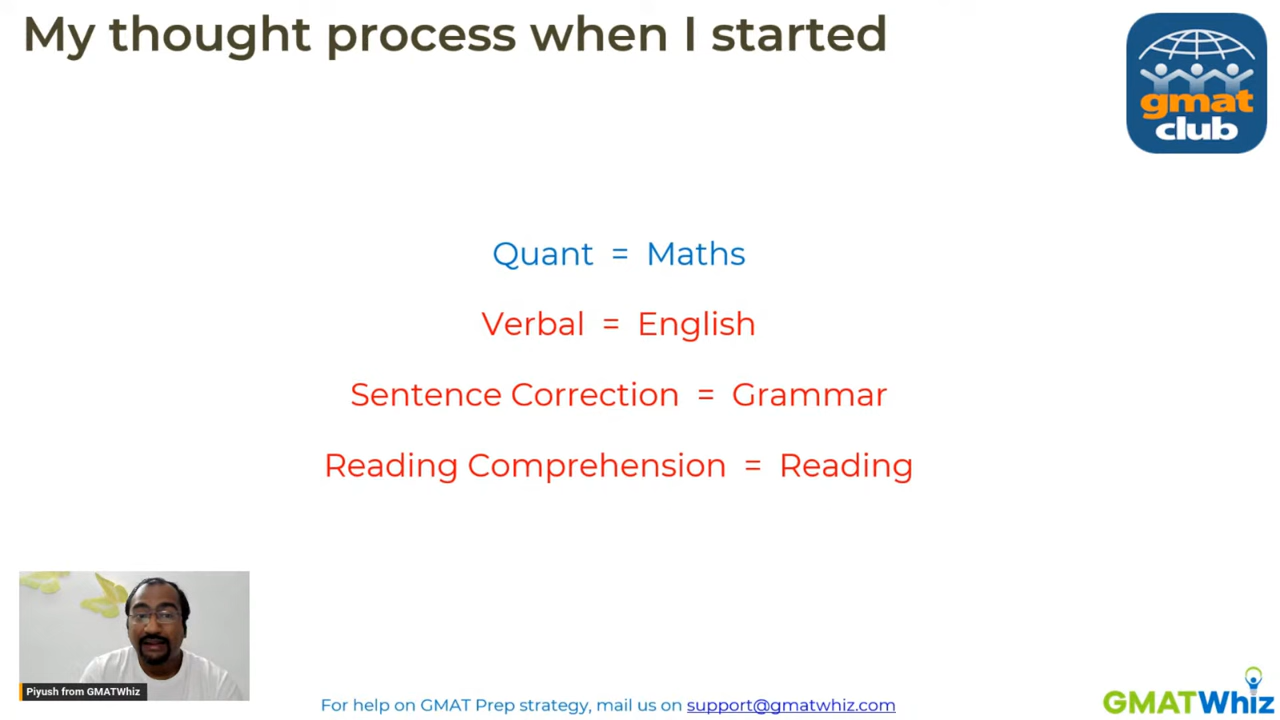 My thought process when I started
gmat
club
Quant = Maths
Verbal = English
Sentence Correction = Grammar
Reading Comprehension = Reading
Piyush from GMATWhiz
For help on GMAT Prep strategy, mail us on support@gmatwhiz.com
GMATWhiz